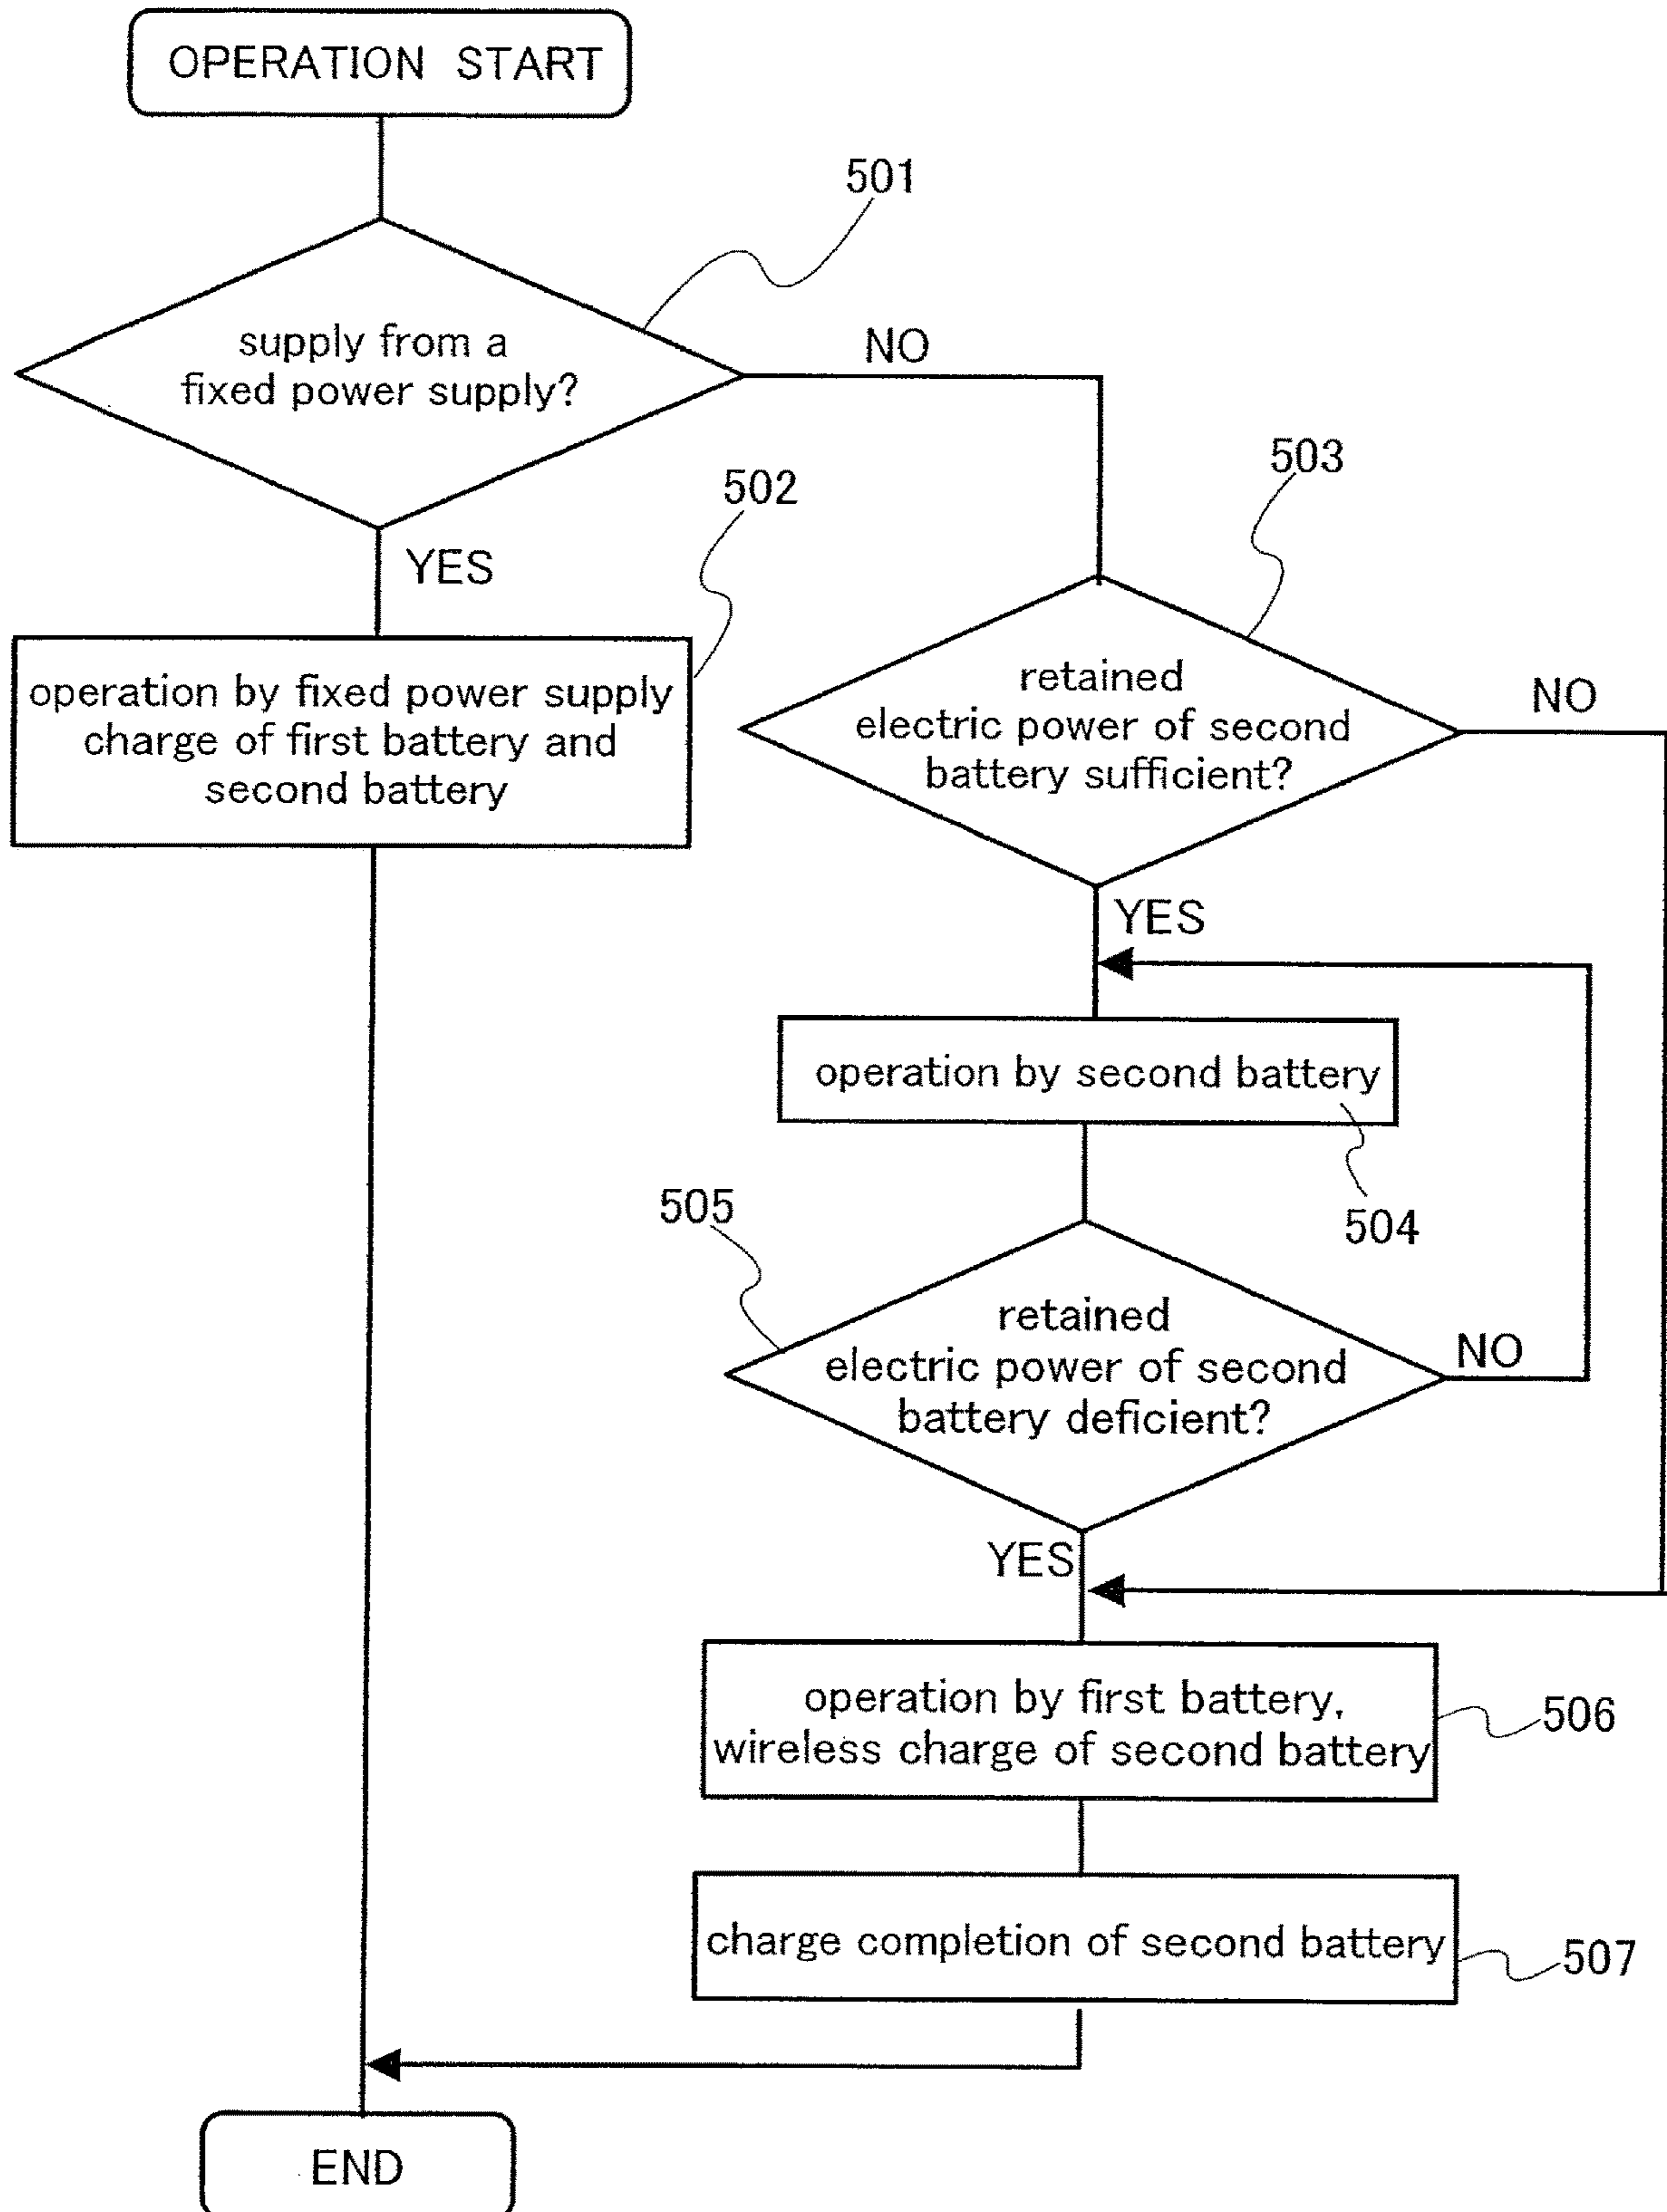 OPERATION START
501
supply from a
fixed power supply?
NO
YES
502
operation by fixed power supply
charge of first battery and
second battery
503
retained
electric power of second
battery sufficient?
NO
YES
operation by second battery
504
505
retained
electric power of second
battery deficient?
NO
YES
operation by first battery,
wireless charge of second battery
506
charge completion of second battery
507
END